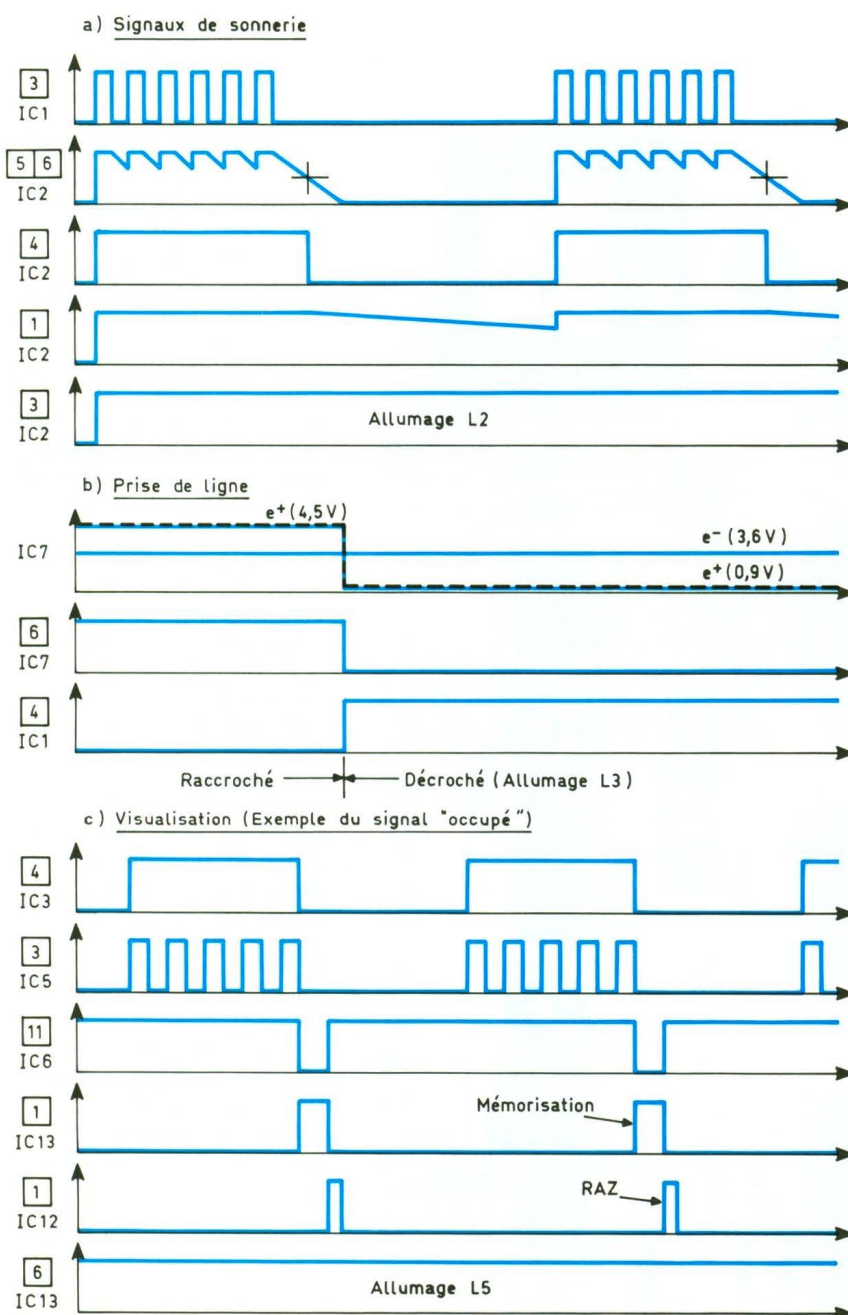 a) Signaux de sonnerie
3
IC1
5 6
IC2
4
IC2
1
IC2
3
IC2
Allumage L2
b) Prise de ligne
e+ (4,5 V)
IC7
e- (3,6 V)
e+ (0,9 V)
6
IC7
4
IC1
Raccroché
Décroché (Allumage L3)
c) Visualisation (Exemple du signal "occupé")
4
IC3
3
IC5
11
IC6
1
IC13
Mémorisation
1
IC12
RAZ
6
IC13
Allumage L5